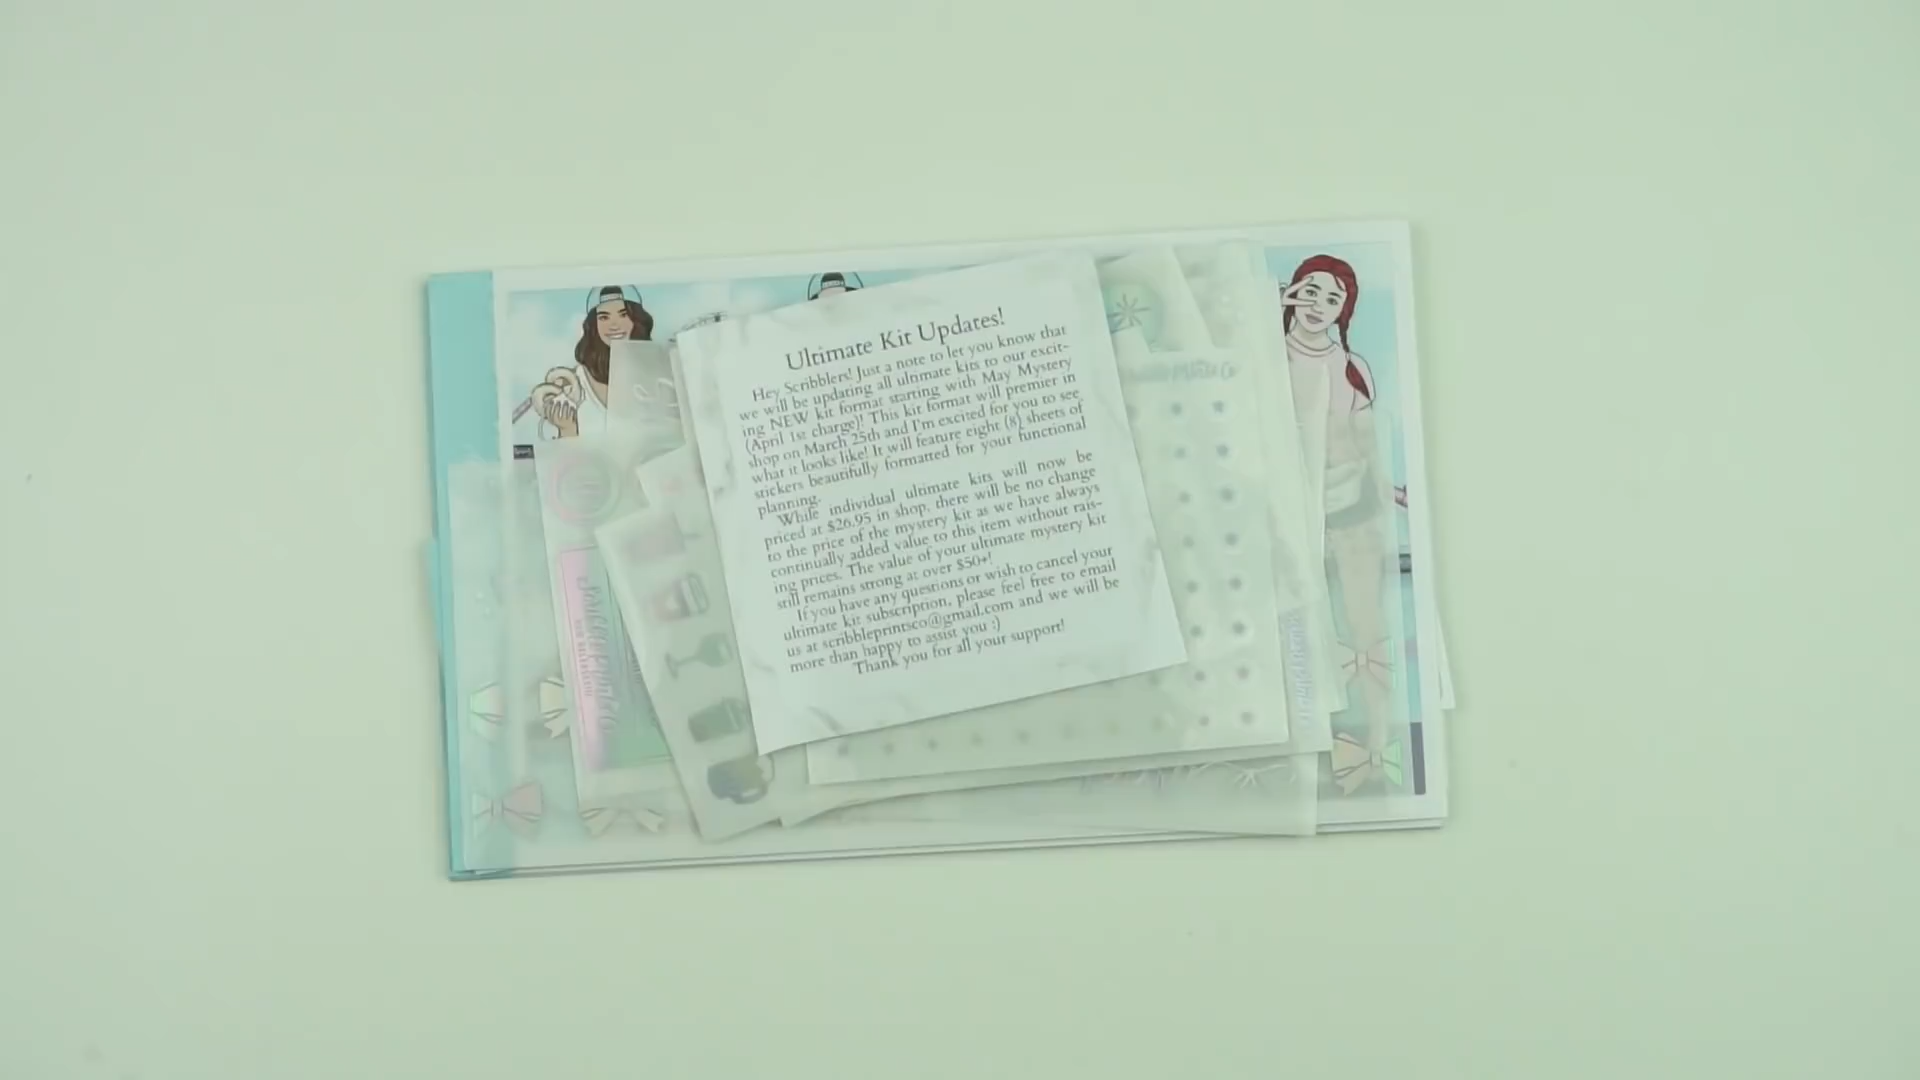 Ultimate Kit Updates!
Hey Scribblers! Just a note to let you know that
we will be updating all ultimate kits to our excit-
ing NEW kit format starting with May Mystery
(April 1st charge)! This kit format will premier in
shop on March 25th and I'm excited for you to see
what it looks like! It will feature eight (8) sheets of
stickers beautifully formatted for your functional
planning.
While individual ultimate kits will now be
priced at $26.95 in shop, there will be no change
to the price of the mystery kit as we have always
continually added value to this item without rais-
ing prices. The value of your ultimate mystery kit
still remains strong at over $50+!
If you have any questions or wish to cancel your
ultimate kit subscription, please feel free to email
us at scribbleprintsco@gmail.com and we will be
more than happy to assist you :)
Thank you for all your support!